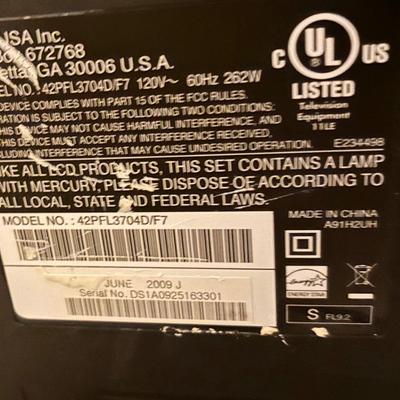 USA Inc.
672768
GA 30006 U.S.A.
NO.: 42PFL3704D/F7 120V~ 60Hz 262W
DEVICE COMPLIES WITH PART 15 OF THE FCC RULES.
OPERATION IS SUBJECT TO THE FOLLOWING TWO CONDITIONS:
DEVICE MAY NOT CAUSE HARMFUL INTERFERENCE, AND
DEVICE MUST ACCEPT ANY INTERFERENCE RECEIVED,
INCLUDING INTERFERENCE THAT MAY CAUSE UNDESIRED OPERATION.
C UL US
®
LISTED
Television
Equipment
11LE
E234498
LIKE ALL LCD PRODUCTS, THIS SET CONTAINS A LAMP
WITH MERCURY, PLEASE DISPOSE OF ACCORDING TO
ALL LOCAL, STATE AND FEDERAL LAWS.
MODEL NO. : 42PFL3704D/F7
MADE IN CHINA
A91H2UH
JUNE 2009 J
Serial No. DS1A0925163301
ENERGY STAR
S FL9.2